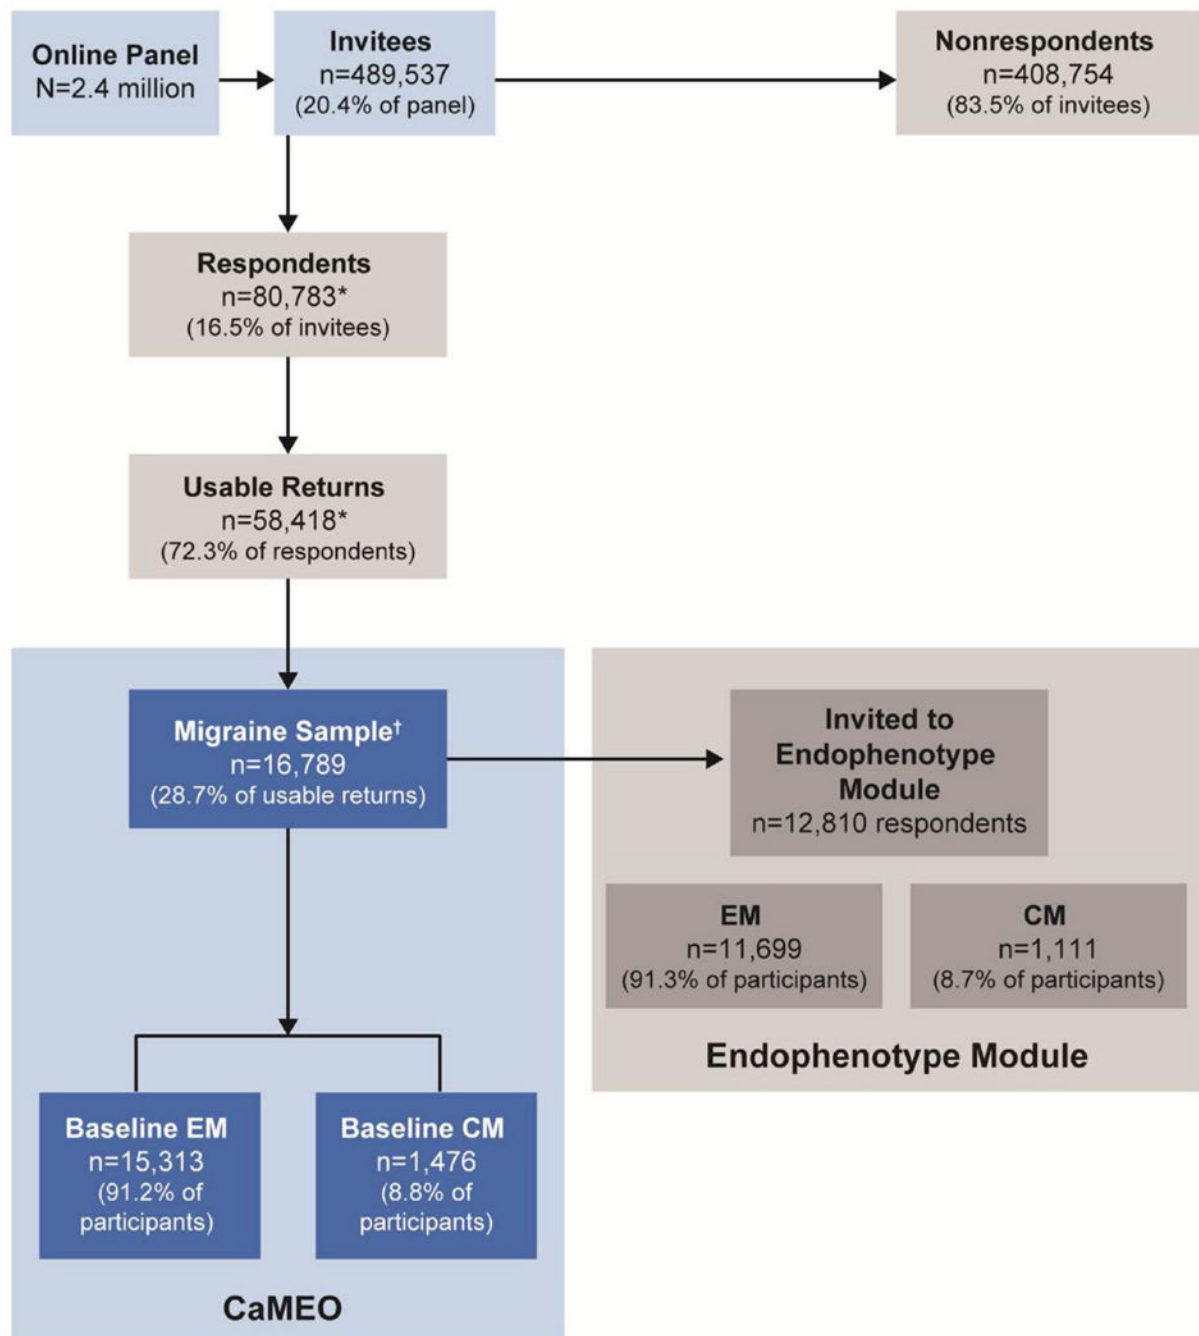 Online Panel
N=2.4 million
Invitees
n=489,537
(20.4% of panel)
Nonrespondents
n=408,754
(83.5% of invitees)
Respondents
n=80,783*
(16.5% of invitees)
Usable Returns
n=58,418*
(72.3% of respondents)
Migraine Sample†
n=16,789
(28.7% of usable returns)
Invited to
Endophenotype
Module
n=12,810 respondents
EM
n=11,699
(91.3% of participants)
CM
n=1,111
(8.7% of participants)
Endophenotype Module
Baseline EM
n=15,313
(91.2% of
participants)
Baseline CM
n=1,476
(8.8% of
participants)
CaMEO